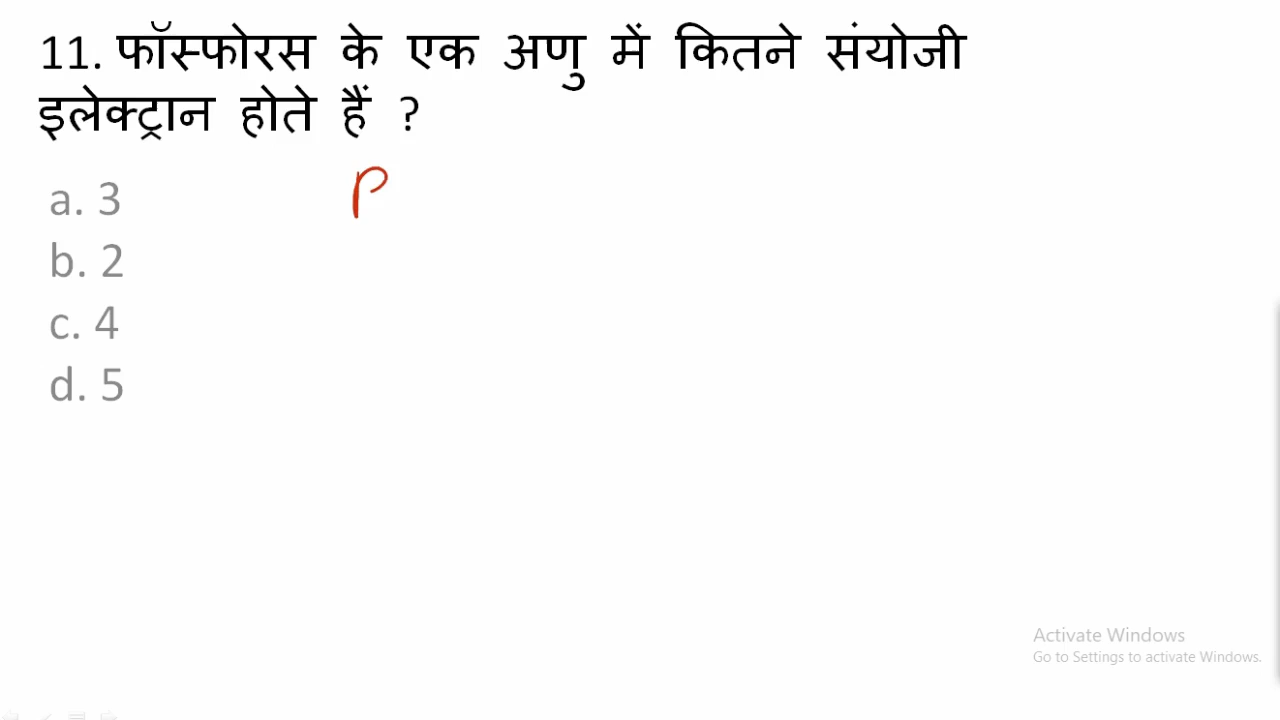 11. फॉस्फोरस के एक अणु में कितने संयोजी
इलेक्ट्रान होते हैं ?
a. 3
P
b. 2
c. 4
d. 5
Activate Windows
Go to Settings to activate Windows.